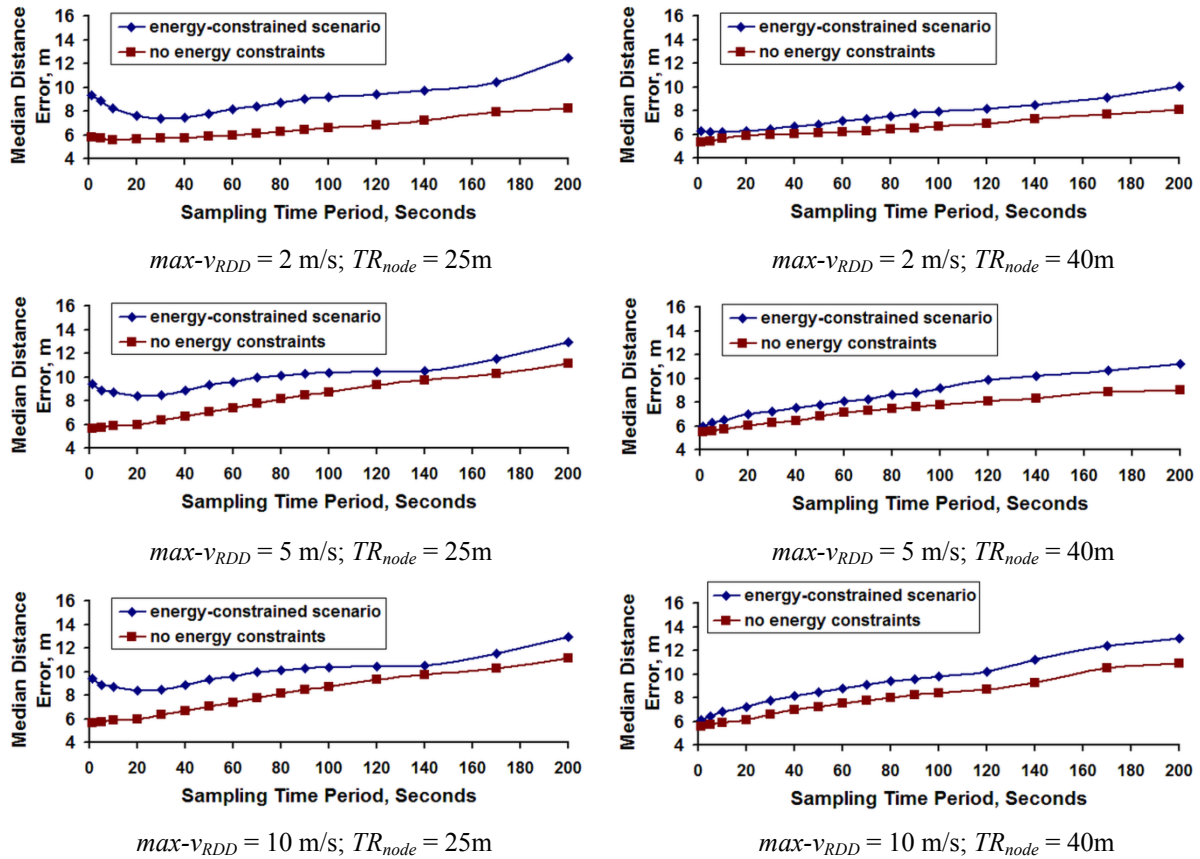 16
14
12
10
8
6
4
Median Distance
Error, m
energy-constrained scenario
no energy constraints
0 20 40 60 80 100 120 140 160 180 200
Sampling Time Period, Seconds
max-vRDD = 2 m/s; TRnode = 25m
16
14
12
10
8
6
4
Median Distance
Error, m
energy-constrained scenario
no energy constraints
0 20 40 60 80 100 120 140 160 180 200
Sampling Time Period, Seconds
max-vRDD = 2 m/s; TRnode = 40m
16
14
12
10
8
6
4
Median Distance
Error, m
energy-constrained scenario
no energy constraints
0 20 40 60 80 100 120 140 160 180 200
Sampling Time Period, Seconds
max-vRDD = 5 m/s; TRnode = 25m
16
14
12
10
8
6
4
Median Distance
Error, m
energy-constrained scenario
no energy constraints
0 20 40 60 80 100 120 140 160 180 200
Sampling Time Period, Seconds
max-vRDD = 5 m/s; TRnode = 40m
16
14
12
10
8
6
4
Median Distance
Error, m
energy-constrained scenario
no energy constraints
0 20 40 60 80 100 120 140 160 180 200
Sampling Time Period, Seconds
max-vRDD = 10 m/s; TRnode = 25m
16
14
12
10
8
6
4
Median Distance
Error, m
energy-constrained scenario
no energy constraints
0 20 40 60 80 100 120 140 160 180 200
Sampling Time Period, Seconds
max-vRDD = 10 m/s; TRnode = 40m